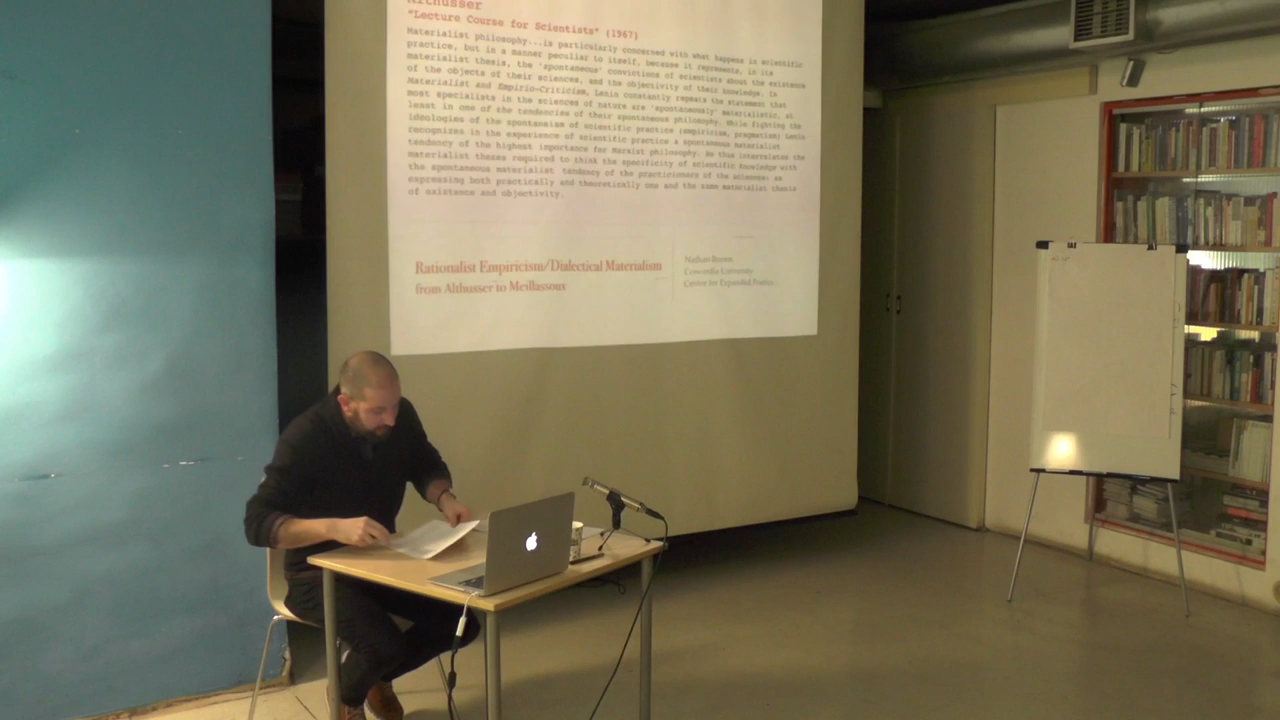 Althusser
"Lecture Course for Scientists" (1967)
Materialist philosophy...is particularly concerned with what happens in scientific
practice, but in a manner peculiar to itself, because it represents, in its
materialist thesis, the 'spontaneous' convictions of scientists about the existence
of the objects of their sciences, and the objectivity of their knowledge. In
Materialist and Empirio-Criticism, Lenin constantly repeats the statement that
most specialists in the sciences of nature are 'spontaneously' materialistic, at
least in one of the tendencies of their spontaneous philosophy. While fighting the
ideologies of the spontaneism of scientific practice (empiricism, pragmatism) Lenin
recognizes in the experience of scientific practice a spontaneous materialist
tendency of the highest importance for Marxist philosophy. He thus interrelates the
materialist theses required to think the specificity of scientific knowledge with
the spontaneous materialist tendency of the practicioners of the sciences: as
expressing both practically and theoretically one and the same materialist thesis
of existence and objectivity.
Rationalist Empiricism/Dialectical Materialism
from Althusser to Meillassoux
Nathan Brown
Concordia University
Centre for Expanded Poetics